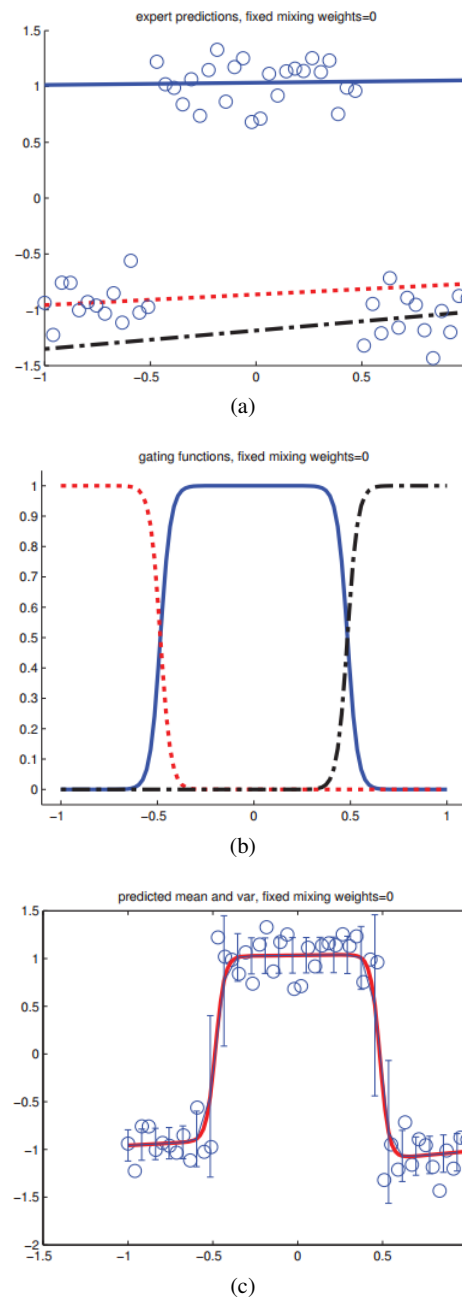 expert predictions, fixed mixing weights=0
1.5
1
0.5
0
−0.5
−1
−1.5
−1 −0.5 0 0.5
(a)
gating functions, fixed mixing weights=0
1
0.9
0.8
0.7
0.6
0.5
0.4
0.3
0.2
0.1
0
−1 −0.5 0 0.5 1
(b)
predicted mean and var, fixed mixing weights=0
1.5
1
0.5
0
−0.5
−1
−1.5
−2
−1.5 −1 −0.5 0 0.5
(c)